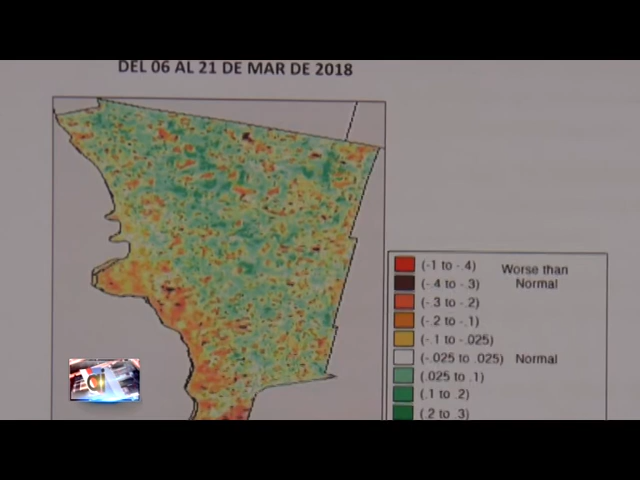 DEL 06 AL 21 DE MAR DE 2018
(-1 to -.4) Worse than
(-.4 to -.3) Normal
(-.3 to -.2)
(-.2 to -.1)
(-.1 to -.025)
(-.025 to .025) Normal
(.025 to .1)
(.1 to .2)
(.2 to .3)